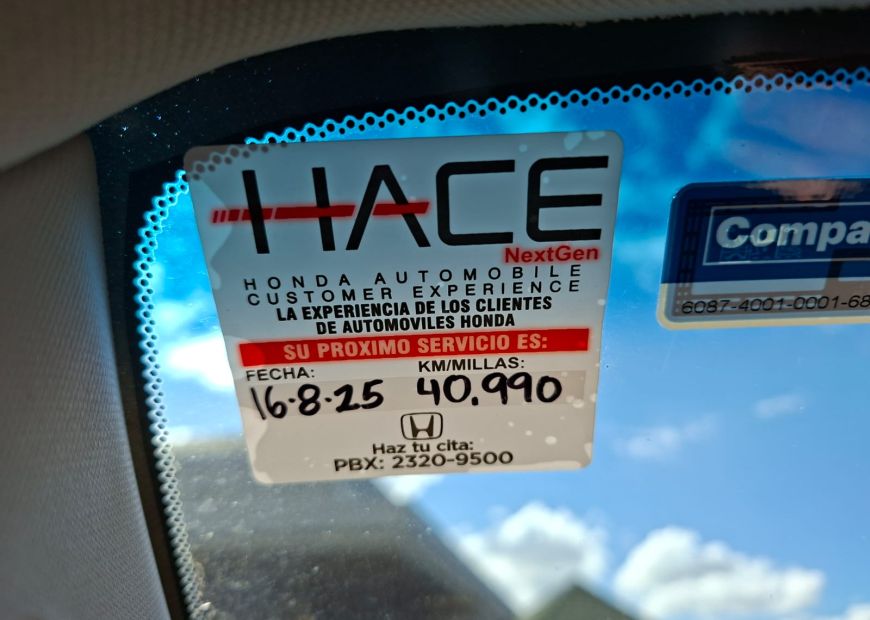 HACE
NextGen
HONDA AUTOMOBILE
CUSTOMER EXPERIENCE
LA EXPERIENCIA DE LOS CLIENTES
DE AUTOMOVILES HONDA
SU PROXIMO SERVICIO ES:
FECHA: KM/MILLAS:
16·8·25 40.990
Haz tu cita:
PBX: 2320-9500
Compa
6087-4001-0001-68